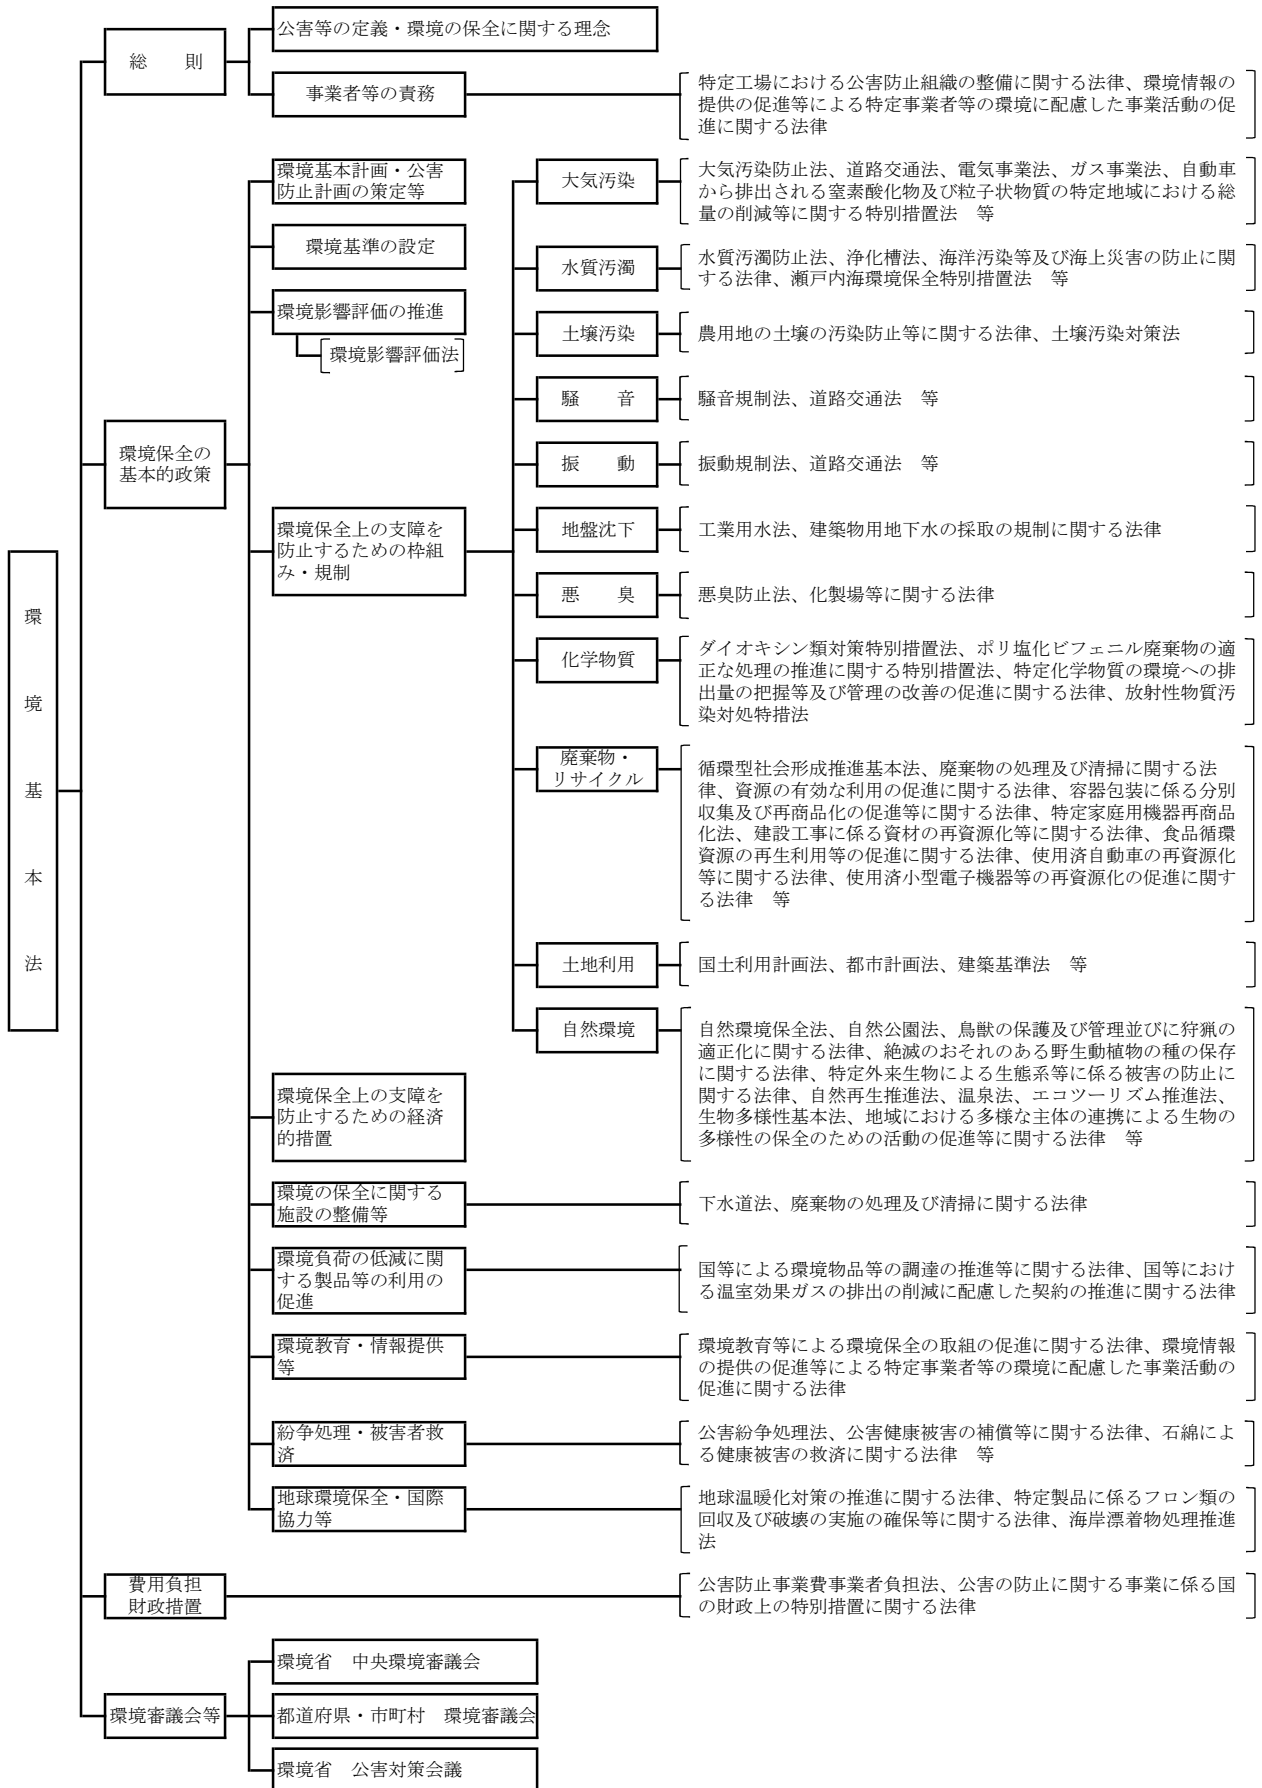 公害等の定義・環境の保全に関する理念
総　則
事業者等の責務
特定工場における公害防止組織の整備に関する法律、環境情報の
提供の促進等による特定事業者等の環境に配慮した事業活動の促
進に関する法律
環境基本計画・公害
防止計画の策定等
環境基準の設定
環境影響評価の推進
環境影響評価法
環境保全の
基本的政策
環境保全上の支障を
防止するための枠組
み・規制
大気汚染
大気汚染防止法、道路交通法、電気事業法、ガス事業法、自動車
から排出される窒素酸化物及び粒子状物質の特定地域における総
量の削減等に関する特別措置法　等
水質汚濁
水質汚濁防止法、浄化槽法、海洋汚染等及び海上災害の防止に関
する法律、瀬戸内海環境保全特別措置法　等
土壌汚染
農用地の土壌の汚染防止等に関する法律、土壌汚染対策法
騒　音
騒音規制法、道路交通法　等
振　動
振動規制法、道路交通法　等
地盤沈下
工業用水法、建築物用地下水の採取の規制に関する法律
悪　臭
悪臭防止法、化製場等に関する法律
化学物質
ダイオキシン類対策特別措置法、ポリ塩化ビフェニル廃棄物の適
正な処理の推進に関する特別措置法、特定化学物質の環境への排
出量の把握等及び管理の改善の促進に関する法律、放射性物質汚
染対処特措法
廃棄物・
リサイクル
循環型社会形成推進基本法、廃棄物の処理及び清掃に関する法
律、資源の有効な利用の促進に関する法律、容器包装に係る分別
収集及び再商品化の促進等に関する法律、特定家庭用機器再商品
化法、建設工事に係る資材の再資源化等に関する法律、食品循環
資源の再生利用等の促進に関する法律、使用済自動車の再資源化
等に関する法律、使用済小型電子機器等の再資源化の促進に関す
る法律　等
土地利用
国土利用計画法、都市計画法、建築基準法　等
自然環境
自然環境保全法、自然公園法、鳥獣の保護及び管理並びに狩猟の
適正化に関する法律、絶滅のおそれのある野生動植物の種の保存
に関する法律、特定外来生物による生態系等に係る被害の防止に
関する法律、自然再生推進法、温泉法、エコツーリズム推進法、
生物多様性基本法、地域における多様な主体の連携による生物の
多様性の保全のための活動の促進等に関する法律　等
環境基本法
環境保全上の支障を
防止するための経済
的措置
環境の保全に関する
施設の整備等
下水道法、廃棄物の処理及び清掃に関する法律
環境負荷の低減に関
する製品等の利用の
促進
国等による環境物品等の調達の推進等に関する法律、国等におけ
る温室効果ガスの排出の削減に配慮した契約の推進に関する法律
環境教育・情報提供
等
環境教育等による環境保全の取組の促進に関する法律、環境情報
の提供の促進等による特定事業者等の環境に配慮した事業活動の
促進に関する法律
紛争処理・被害者救
済
公害紛争処理法、公害健康被害の補償等に関する法律、石綿によ
る健康被害の救済に関する法律　等
地球環境保全・国際
協力等
地球温暖化対策の推進に関する法律、特定製品に係るフロン類の
回収及び破壊の実施の確保等に関する法律、海岸漂着物処理推進
法
費用負担
財政措置
公害防止事業費事業者負担法、公害の防止に関する事業に係る国
の財政上の特別措置に関する法律
環境審議会等
環境省　中央環境審議会
都道府県・市町村　環境審議会
環境省　公害対策会議